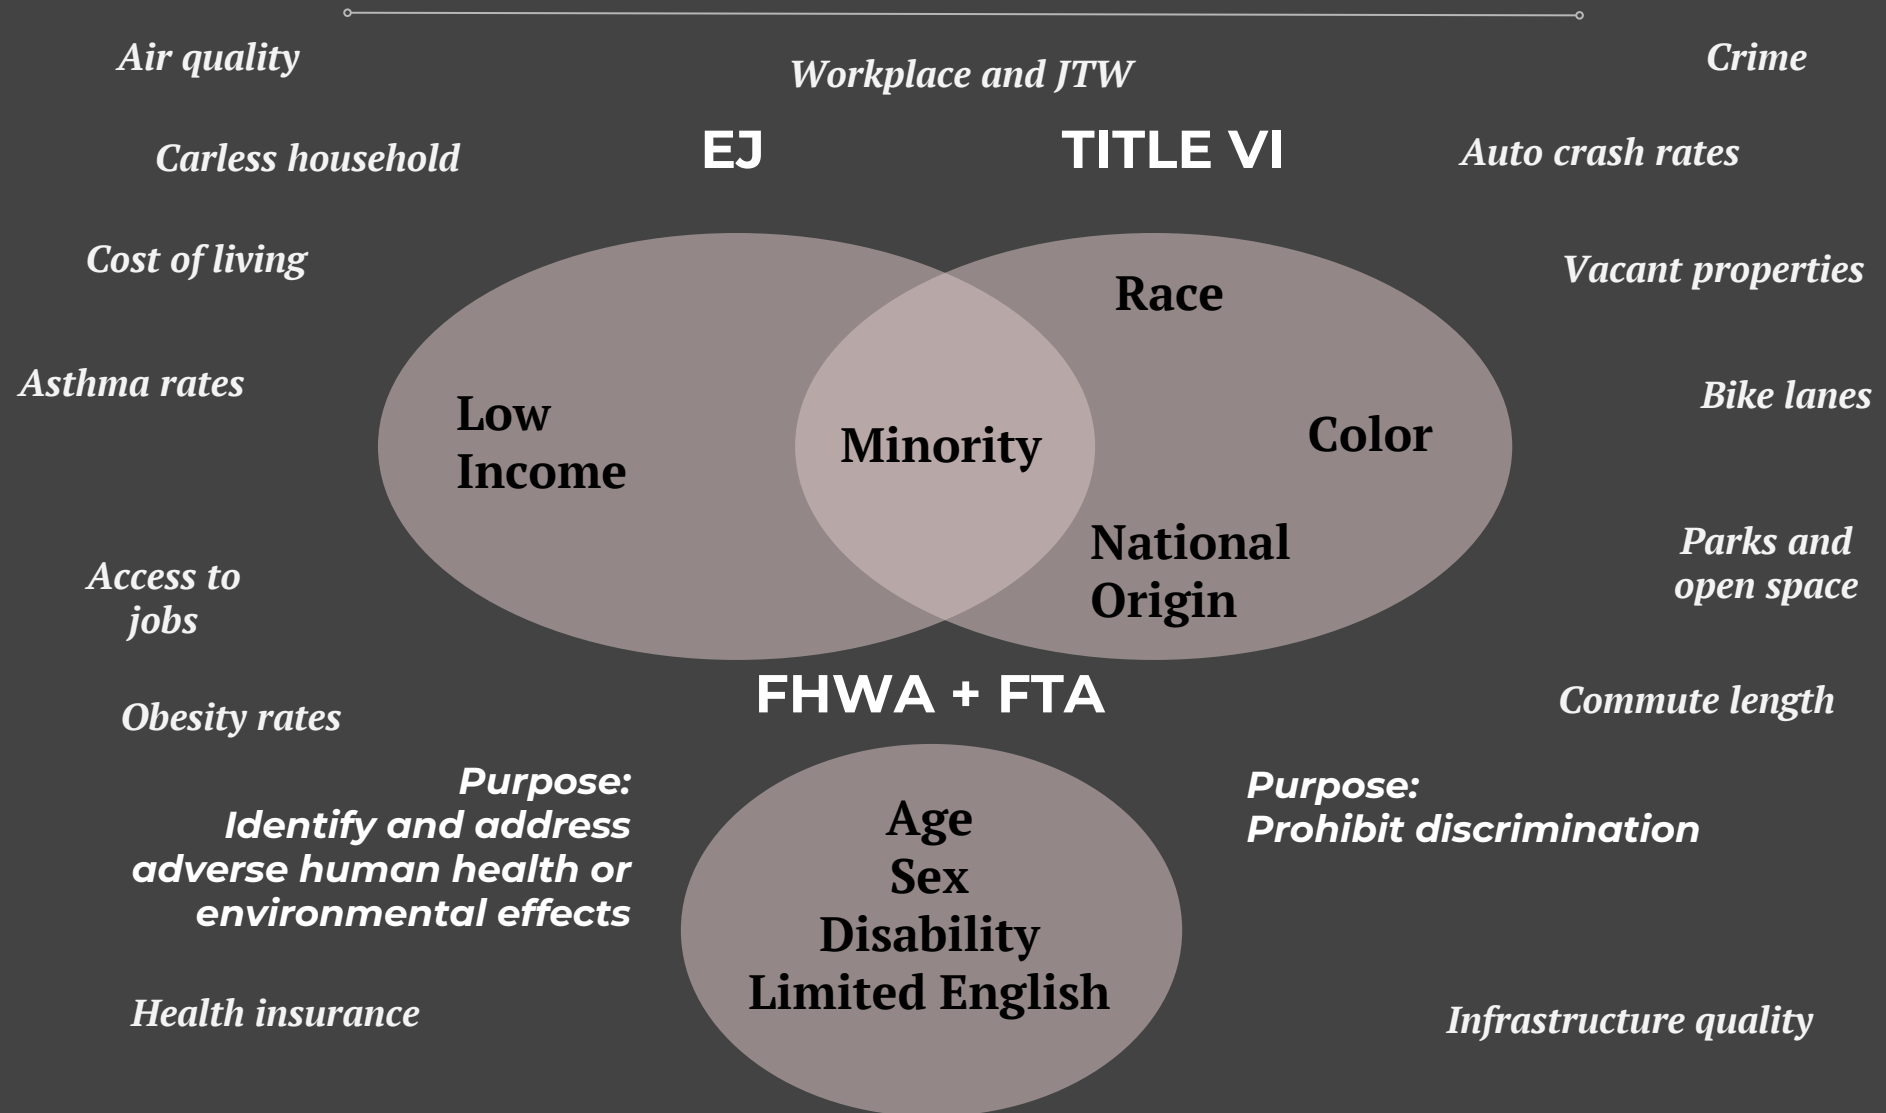 Air quality
Workplace and JTW
Crime
Carless household
EJ
TITLE VI
Auto crash rates
Cost of living
Race
Vacant properties
Asthma rates
Low
Income
Minority
Color
Bike lanes
National
Origin
Parks and
open space
Access to
jobs
FHWA + FTA
Obesity rates
Commute length
Purpose:
Identify and address
adverse human health or
environmental effects
Age
Sex
Disability
Limited English
Purpose:
Prohibit discrimination
Health insurance
Infrastructure quality